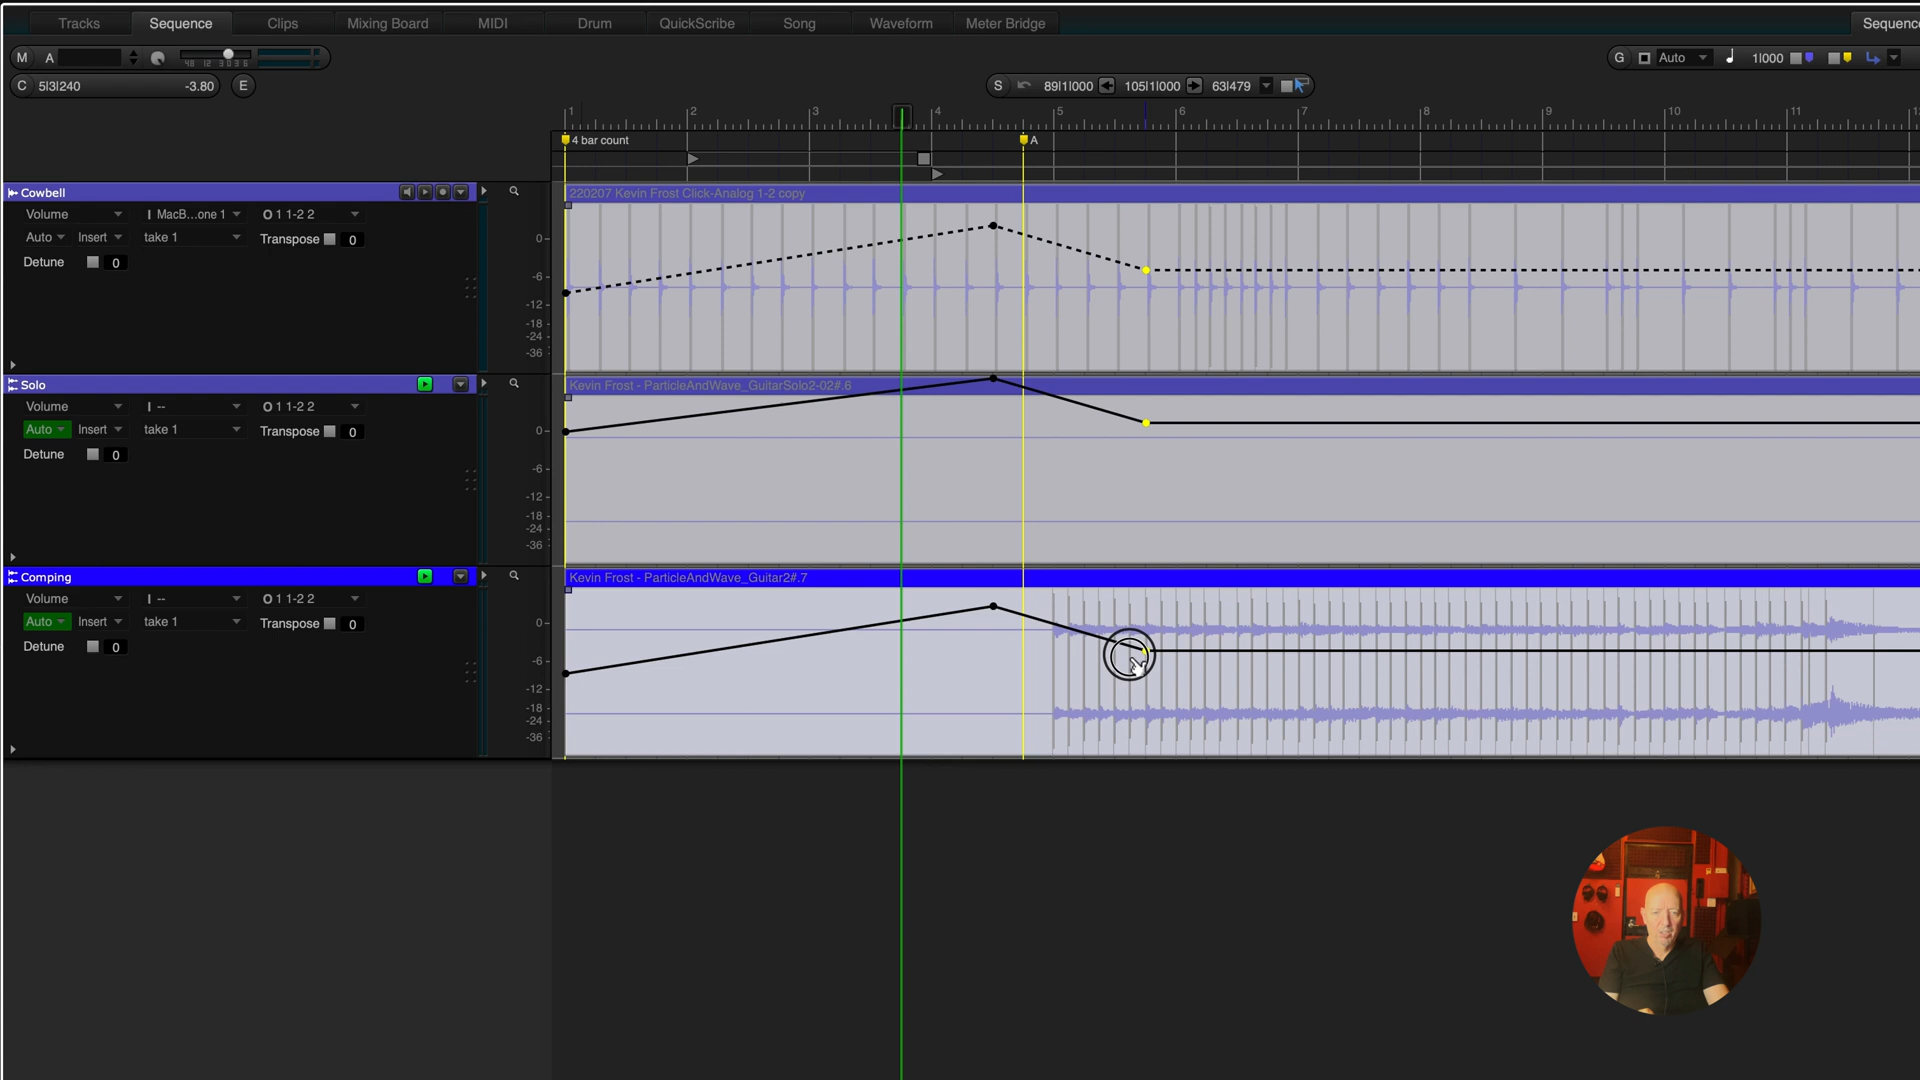 Tracks Sequence Clips Mixing Board MIDI Drum QuickScribe Song Waveform Meter Bridge Sequenc
M A 48 12 3 0 3 6 G Auto 1|000
C 5|3|240 -3.80 E S 89|1|000 105|1|000 63|479
1 2 3 4 5 6 7 8 9 10 11
4 bar count A
Cowbell 220207 Kevin Frost Click-Analog 1-2 copy
Volume I MacB...one 1 O 1 1-2 2
Auto Insert take 1 Transpose 0 0
Detune 0 -6
-12
-18
-24
-36
Solo Kevin Frost - ParticleAndWave_GuitarSolo2-02#.6
Volume I -- O 1 1-2 2
Auto Insert take 1 Transpose 0 0
Detune 0 -6
-12
-18
-24
-36
Comping Kevin Frost - ParticleAndWave_Guitar2#.7
Volume I -- O 1 1-2 2
Auto Insert take 1 Transpose 0 0
Detune 0 -6
-12
-18
-24
-36